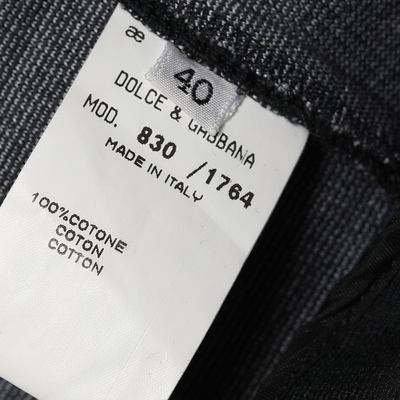 æ
40
DOLCE & GABBANA
MOD. 830 /1764
MADE IN ITALY
100%COTONE
COTON
COTTON